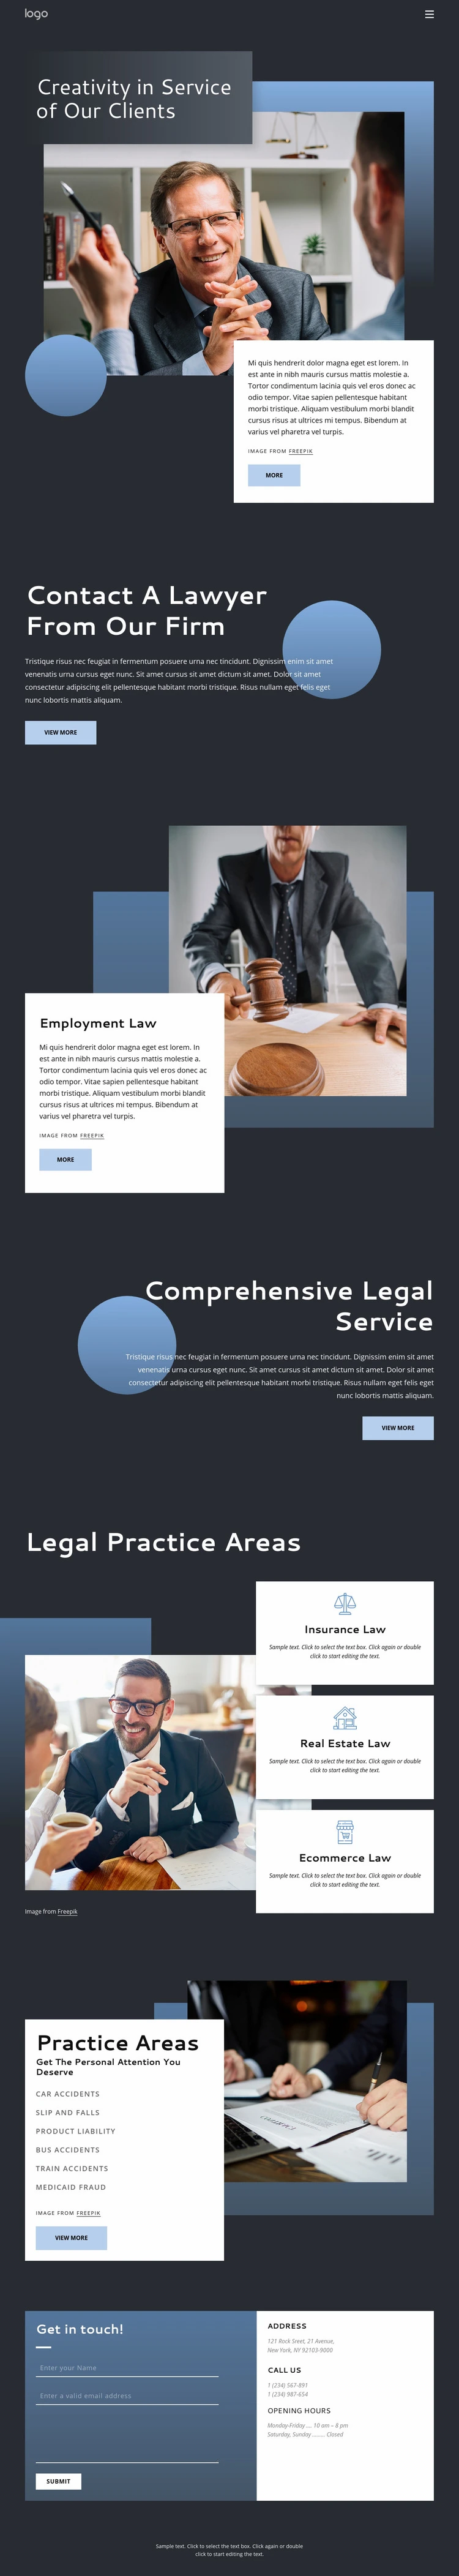 logo
Creativity in Service
of Our Clients
Mi quis hendrerit dolor magna eget est lorem. In
est ante in nibh mauris cursus mattis molestie a.
Tortor condimentum lacinia quis vel eros donec ac
odio tempor. Vitae sapien pellentesque habitant
morbi tristique. Aliquam vestibulum morbi blandit
cursus risus at ultrices mi tempus. Bibendum at
varius vel pharetra vel turpis.
IMAGE FROM FREEPIK
MORE
Contact A Lawyer
From Our Firm
Tristique risus nec feugiat in fermentum posuere urna nec tincidunt. Dignissim enim sit amet
venenatis urna cursus eget nunc. Sit amet cursus sit amet dictum sit amet. Dolor sit amet
consectetur adipiscing elit pellentesque habitant morbi tristique. Risus nullam eget felis eget
nunc lobortis mattis aliquam.
VIEW MORE
Employment Law
Mi quis hendrerit dolor magna eget est lorem. In
est ante in nibh mauris cursus mattis molestie a.
Tortor condimentum lacinia quis vel eros donec ac
odio tempor. Vitae sapien pellentesque habitant
morbi tristique. Aliquam vestibulum morbi blandit
cursus risus at ultrices mi tempus. Bibendum at
varius vel pharetra vel turpis.
IMAGE FROM FREEPIK
MORE
Comprehensive Legal
Service
Tristique risus nec feugiat in fermentum posuere urna nec tincidunt. Dignissim enim sit amet
venenatis urna cursus eget nunc. Sit amet cursus sit amet dictum sit amet. Dolor sit amet
consectetur adipiscing elit pellentesque habitant morbi tristique. Risus nullam eget felis eget
nunc lobortis mattis aliquam.
VIEW MORE
Legal Practice Areas
Insurance Law
Sample text. Click to select the text box. Click again or double
click to start editing the text.
Real Estate Law
Sample text. Click to select the text box. Click again or double
click to start editing the text.
Ecommerce Law
Sample text. Click to select the text box. Click again or double
click to start editing the text.
Image from Freepik
Practice Areas
Get The Personal Attention You
Deserve
CAR ACCIDENTS
SLIP AND FALLS
PRODUCT LIABILITY
BUS ACCIDENTS
TRAIN ACCIDENTS
MEDICAID FRAUD
IMAGE FROM FREEPIK
VIEW MORE
Get in touch!
Enter your Name
Enter a valid email address
SUBMIT
ADDRESS
121 Rock Sreet, 21 Avenue,
New York, NY 92103-9000
CALL US
1 (234) 567-891
1 (234) 987-654
OPENING HOURS
Monday-Friday ..., 10 am – 8 pm
Saturday, Sunday ........, Closed
Sample text. Click to select the text box. Click again or double
click to start editing the text.